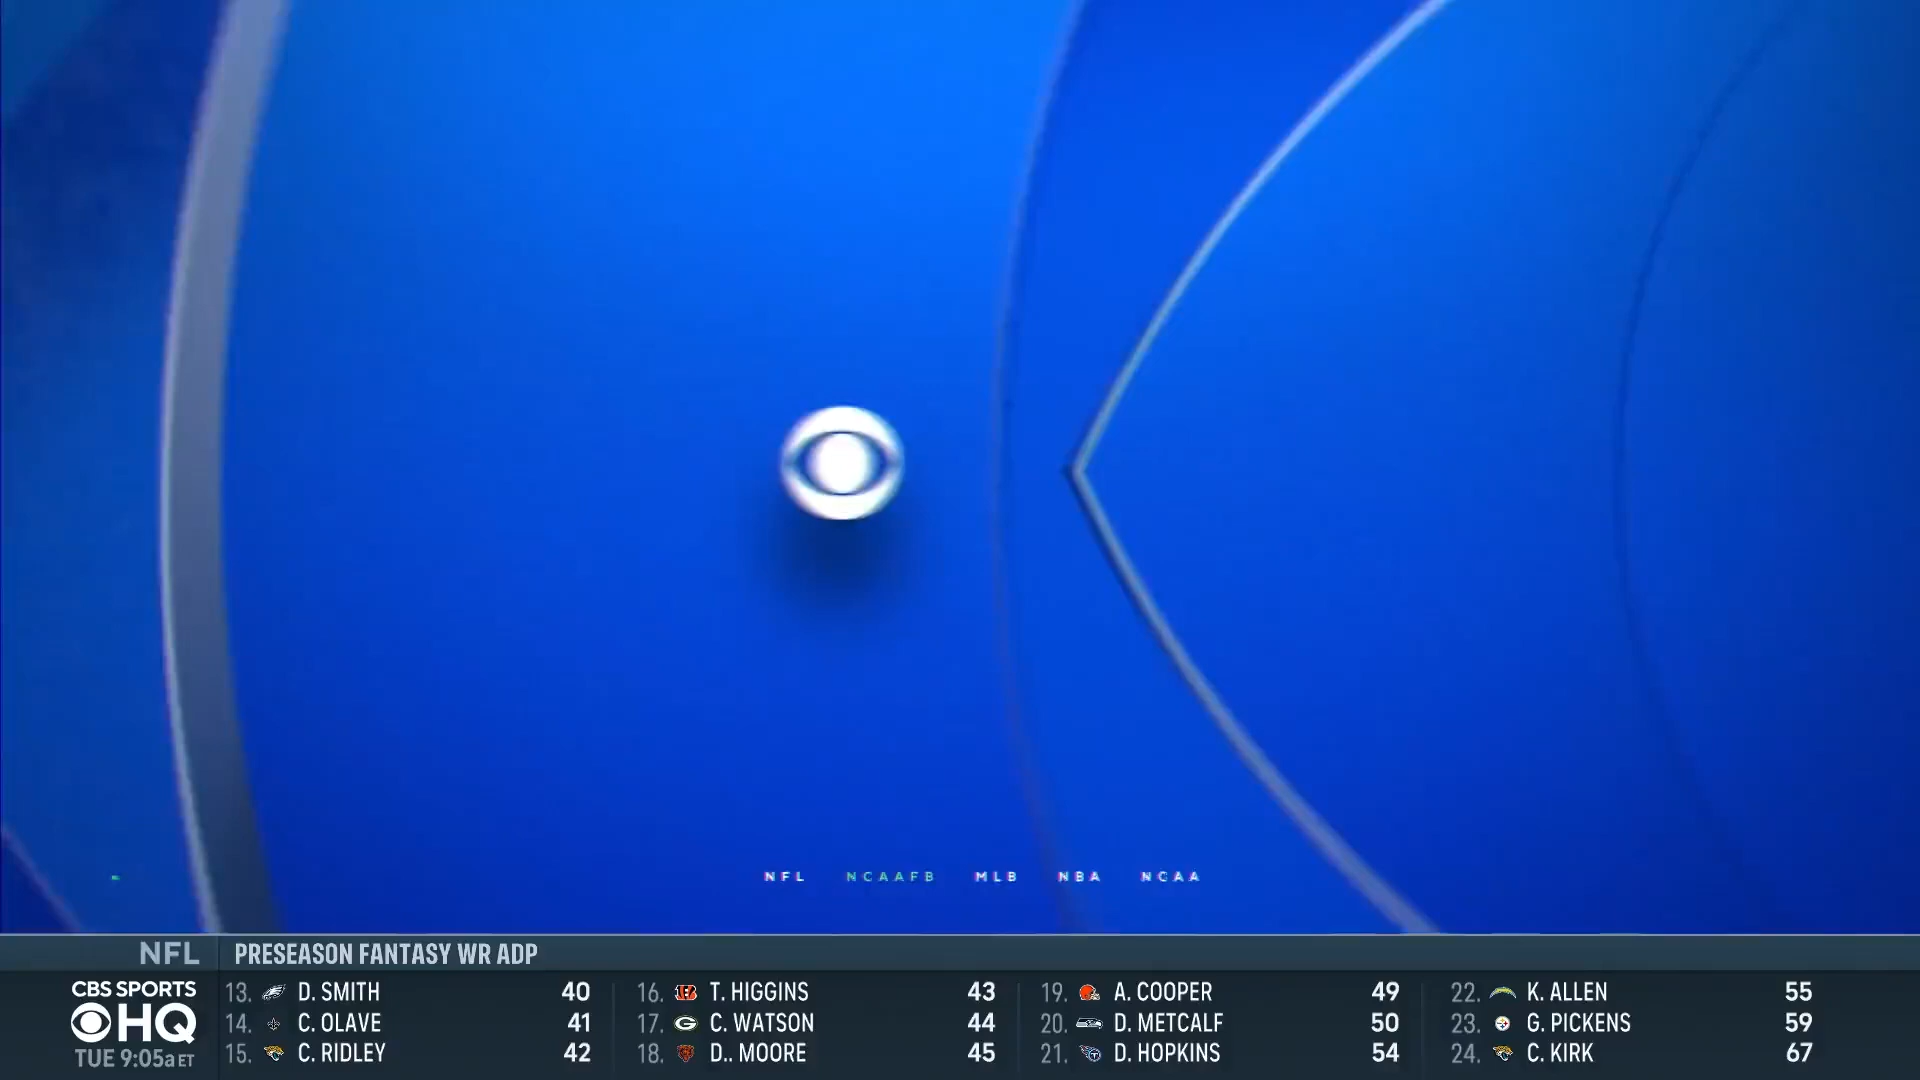 NFL NCAAFB MLB NBA NCAA
NFL PRESEASON FANTASY WR ADP
CBS SPORTS
HQ
TUE 9:05a ET
13. D. SMITH 40
14. C. OLAVE 41
15. C. RIDLEY 42
16. T. HIGGINS 43
17. C. WATSON 44
18. D.. MOORE 45
19. A. COOPER 49
20. D. METCALF 50
21. D. HOPKINS 54
22. K. ALLEN 55
23. G. PICKENS 59
24. C. KIRK 67